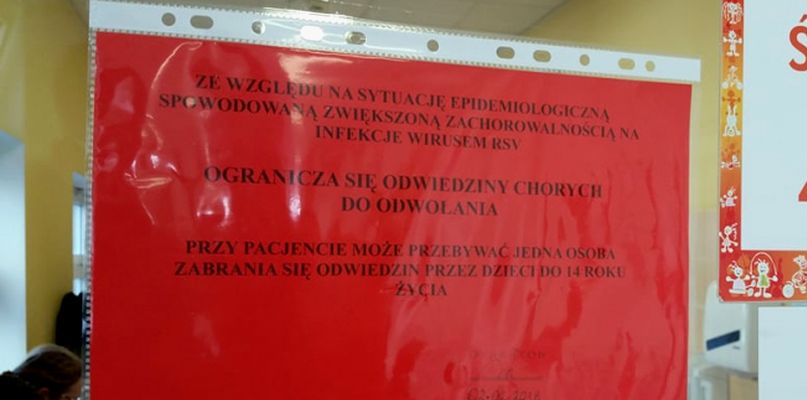 ZE WZGLĘDU NA SYTUACJĘ EPIDEMIOLOGICZNĄ
SPOWODOWANĄ ZWIĘKSZONĄ ZACHOROWALNOŚCIĄ NA
INFEKCJE WIRUSEM RSV
OGRANICZA SIĘ ODWIEDZINY CHORYCH
DO ODWOŁANIA
PRZY PACJENCIE MOŻE PRZEBYWAĆ JEDNA OSOBA
ZABRANIA SIĘ ODWIEDZIN PRZEZ DZIECI DO 14 ROKU
ŻYCIA